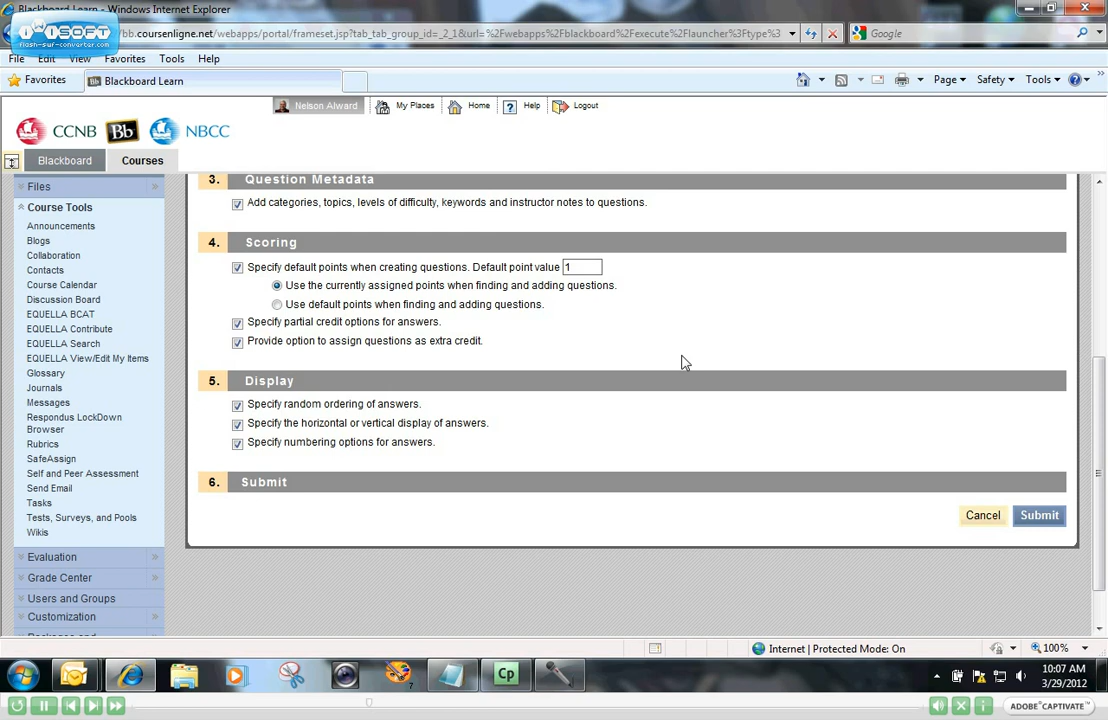 Blackboard Learn - Windows Internet Explorer
iWiSOFT
flash-swf-converter.com
bb.coursenligne.net/webapps/portal/frameset.jsp?tab_tab_group_id=_2_1&url=%2Fwebapps%2Fblackboard%2Fexecute%2Flauncher%3Ftype%3
Google
File Edit View Favorites Tools Help
Favorites Blackboard Learn
Page Safety Tools
Nelson Alward My Places Home Help Logout
CCNB Bb NBCC
Blackboard Courses
Files
Course Tools
Announcements
Blogs
Collaboration
Contacts
Course Calendar
Discussion Board
EQUELLA BCAT
EQUELLA Contribute
EQUELLA Search
EQUELLA View/Edit My Items
Glossary
Journals
Messages
Respondus LockDown
Browser
Rubrics
SafeAssign
Self and Peer Assessment
Send Email
Tasks
Tests, Surveys, and Pools
Wikis
Evaluation
Grade Center
Users and Groups
Customization
3. Question Metadata
Add categories, topics, levels of difficulty, keywords and instructor notes to questions.
4. Scoring
Specify default points when creating questions. Default point value 1
Use the currently assigned points when finding and adding questions.
Use default points when finding and adding questions.
Specify partial credit options for answers.
Provide option to assign questions as extra credit.
5. Display
Specify random ordering of answers.
Specify the horizontal or vertical display of answers.
Specify numbering options for answers.
6. Submit
Cancel Submit
Internet | Protected Mode: On
100%
Cp
7
10:07 AM
3/29/2012
ADOBE CAPTIVATE